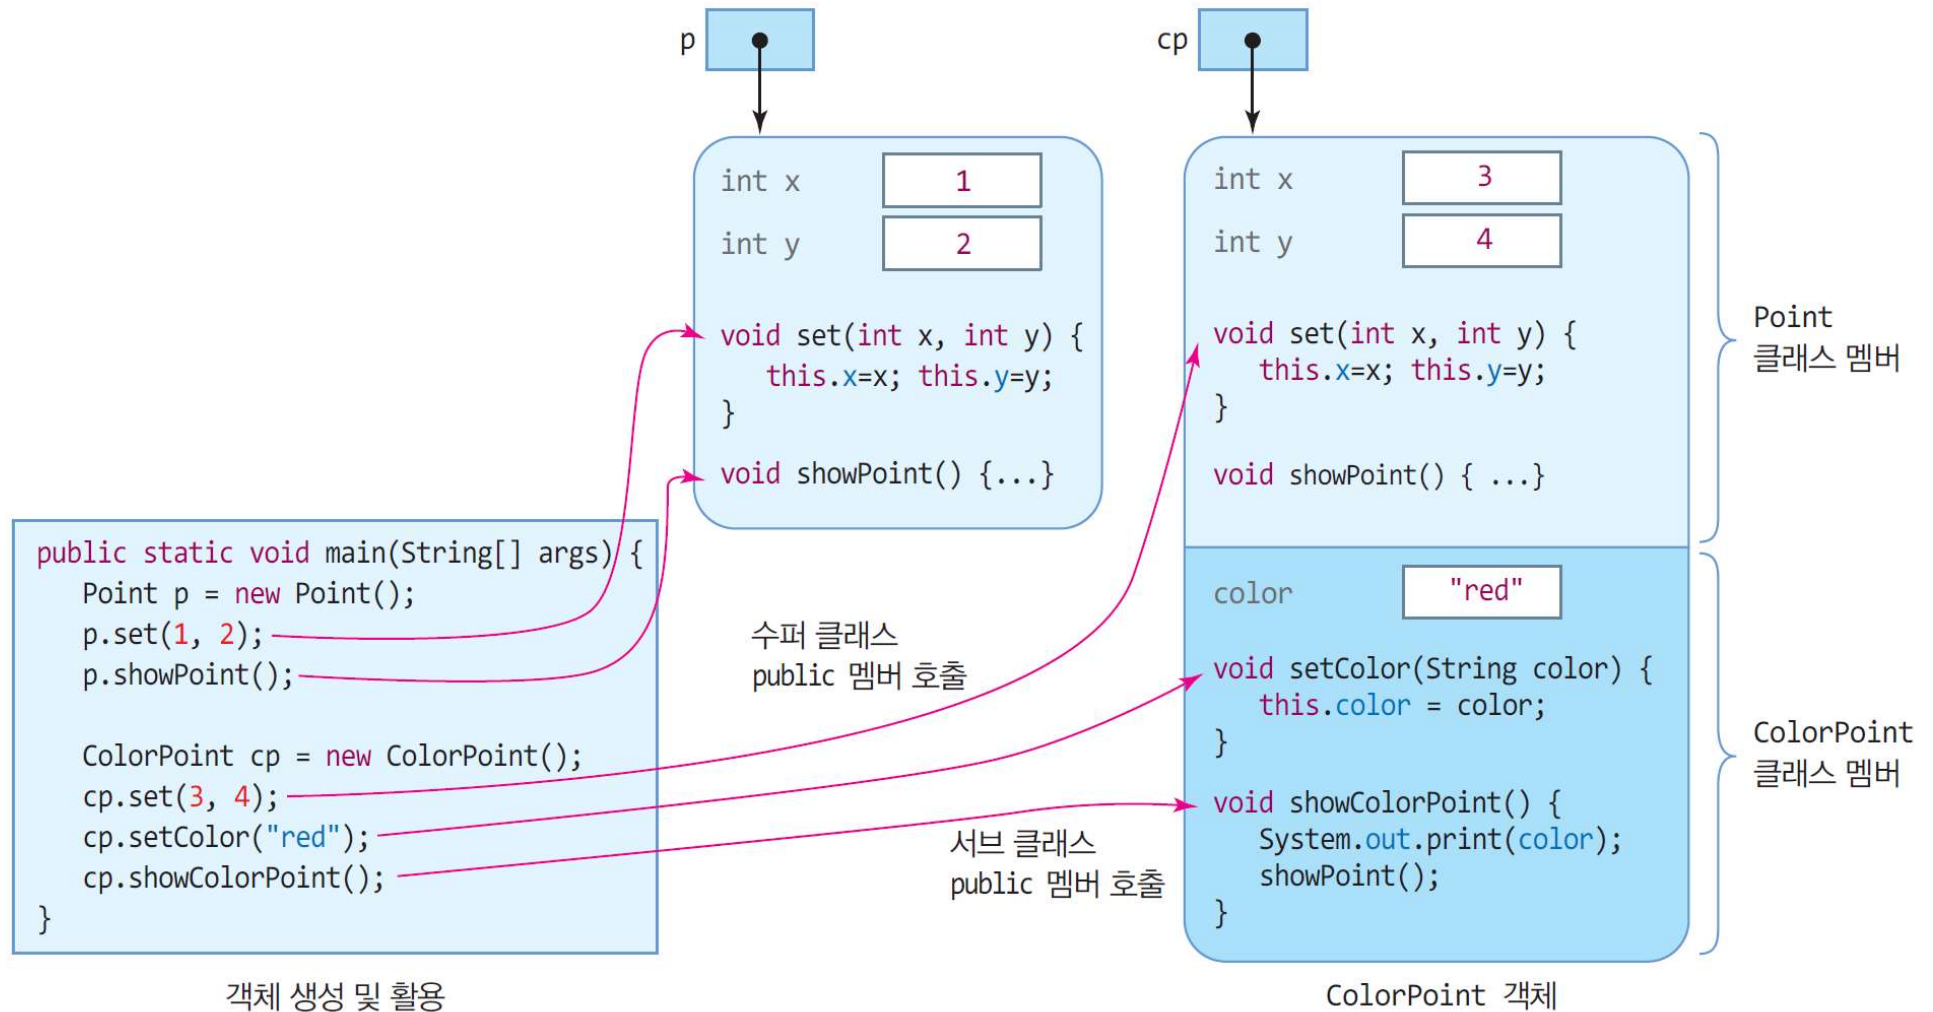 p
cp
int x 1
int y 2
void set(int x, int y) {
this.x=x; this.y=y;
}
void showPoint() {...}
int x 3
int y 4
void set(int x, int y) {
this.x=x; this.y=y;
}
void showPoint() { ...}
Point
클래스 멤버
public static void main(String[] args) {
Point p = new Point();
p.set(1, 2);
p.showPoint();
ColorPoint cp = new ColorPoint();
cp.set(3, 4);
cp.setColor("red");
cp.showColorPoint();
}
객체 생성 및 활용
수퍼 클래스
public 멤버 호출
서브 클래스
public 멤버 호출
color "red"
void setColor(String color) {
this.color = color;
}
void showColorPoint() {
System.out.print(color);
showPoint();
}
ColorPoint
클래스 멤버
ColorPoint 객체